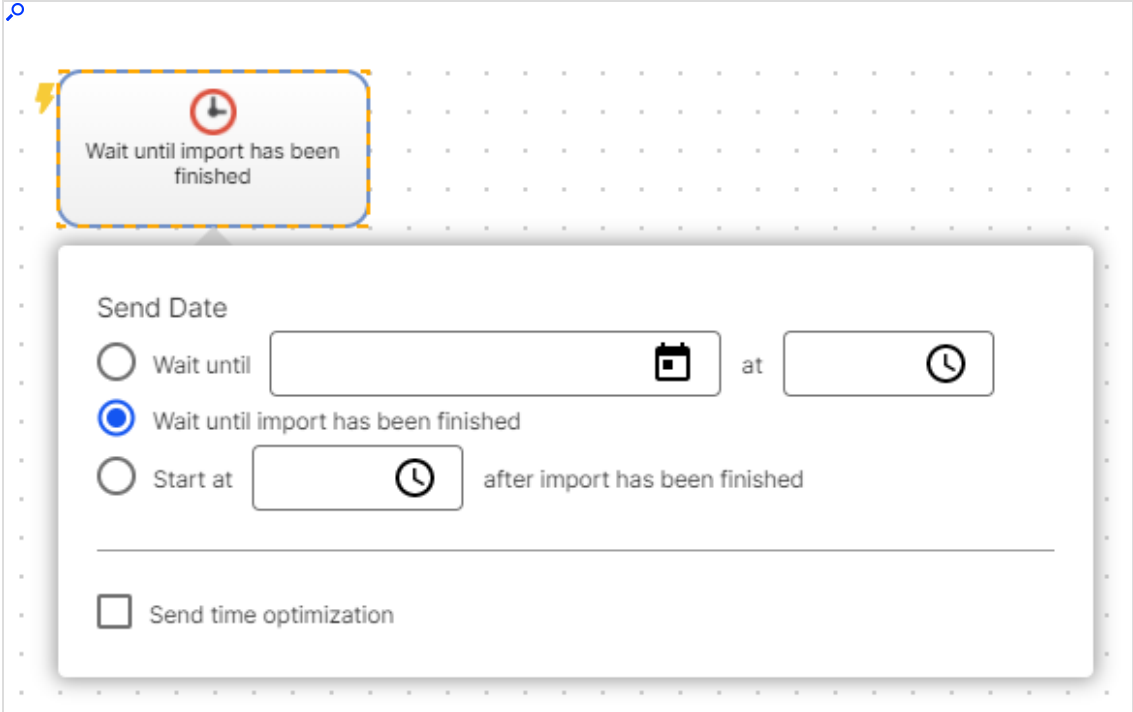 Wait until import has been
finished
Send Date
Wait until at
Wait until import has been finished
Start at after import has been finished
Send time optimization